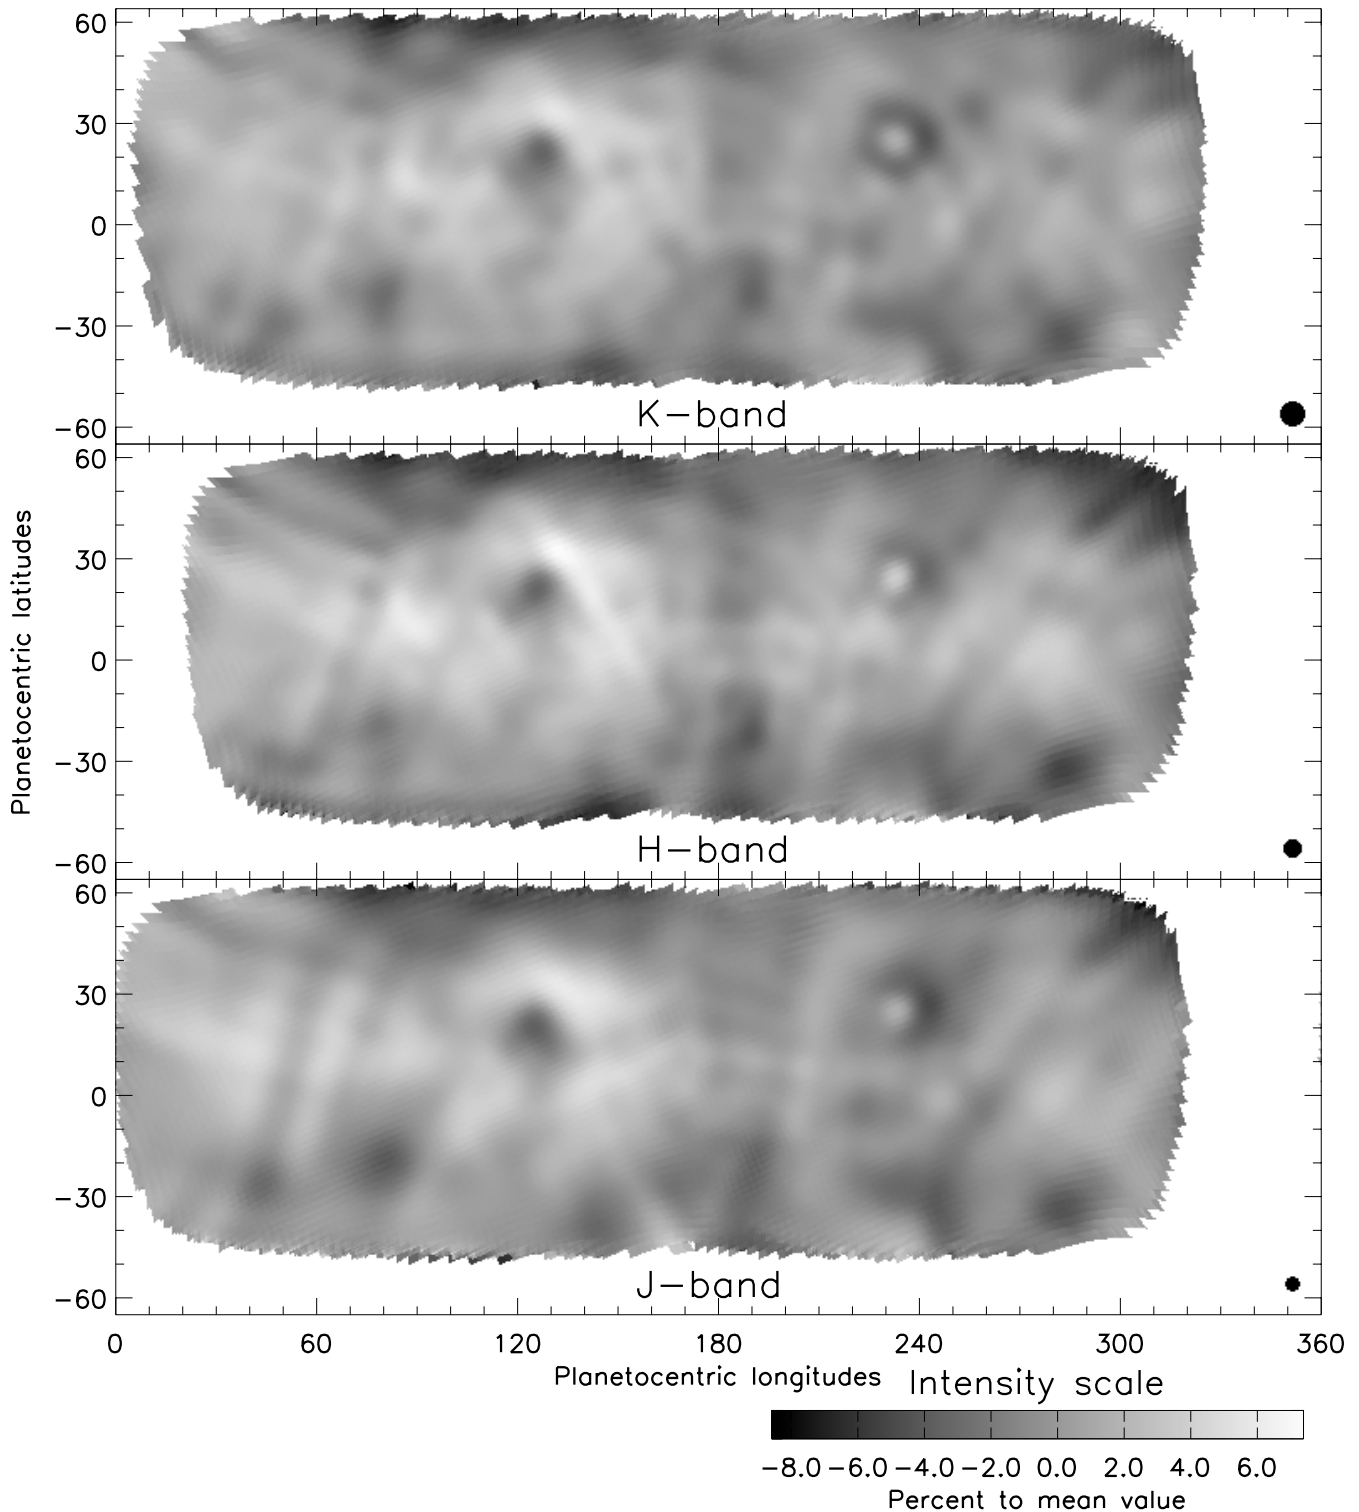 60
30
0
−30
−60
K−band
60
30
0
−30
−60
H−band
Planetocentric latitudes
60
30
0
−30
−60
J−band
0 60 120 180 240 300 360
Planetocentric longitudes
Intensity scale
−8.0 −6.0 −4.0 −2.0 0.0 2.0 4.0 6.0
Percent to mean value